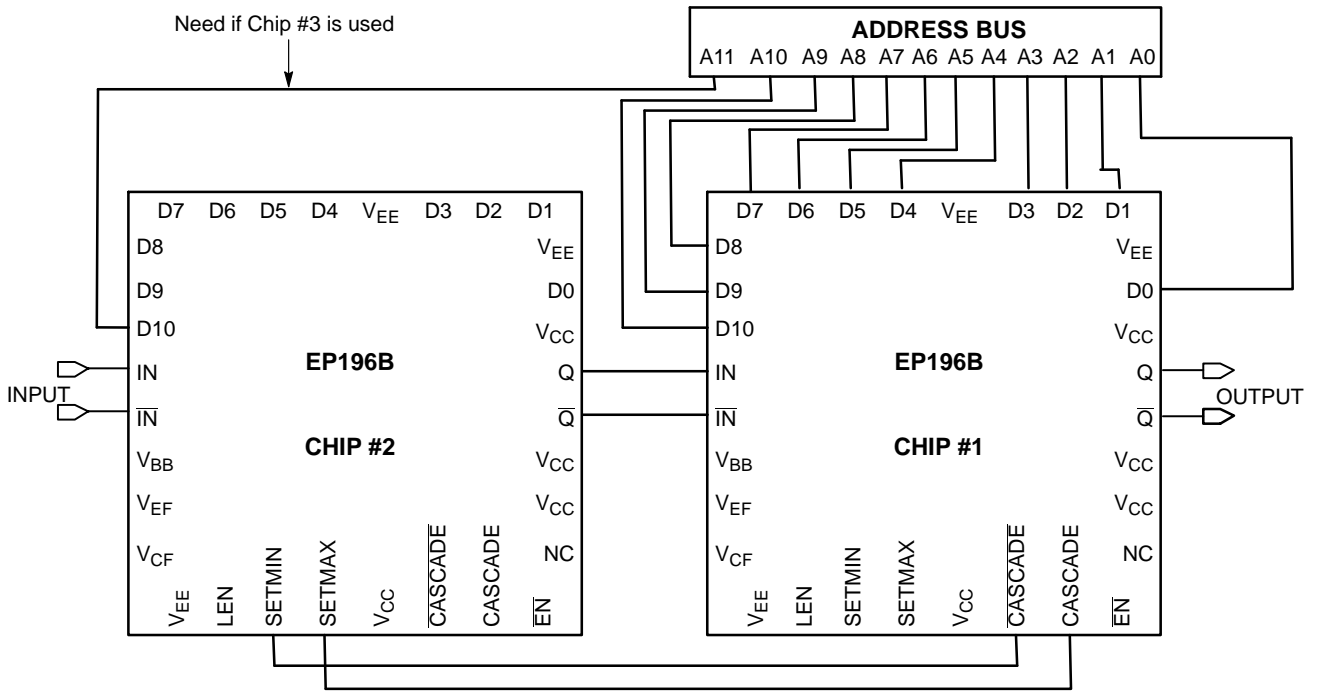 Need if Chip #3 is used
ADDRESS BUS
A11 A10 A9 A8 A7 A6 A5 A4 A3 A2 A1 A0
D7 D6 D5 D4 VEE D3 D2 D1
D8 VEE
D9 D0
D10 VCC
IN EP196B Q
INPUT
IN Q
CHIP #2
VBB VCC
VEF VCC
VCF NC
VEE LEN SETMIN SETMAX VCC CASCADE CASCADE EN
D7 D6 D5 D4 VEE D3 D2 D1
D8 VEE
D9 D0
D10 VCC
IN EP196B Q
OUTPUT
IN Q
CHIP #1
VBB VCC
VEF VCC
VCF NC
VEE LEN SETMIN SETMAX VCC CASCADE CASCADE EN